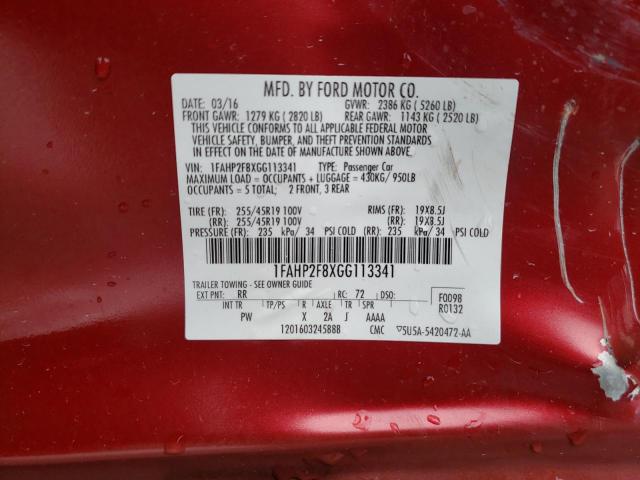 MFD. BY FORD MOTOR CO.
DATE: 03/16 GVWR: 2386 KG ( 5260 LB)
FRONT GAWR: 1279 KG ( 2820 LB) REAR GAWR: 1143 KG ( 2520 LB)
THIS VEHICLE CONFORMS TO ALL APPLICABLE FEDERAL MOTOR
VEHICLE SAFETY, BUMPER, AND THEFT PREVENTION STANDARDS
IN EFFECT ON THE DATE OF MANUFACTURE SHOWN ABOVE.
VIN: 1FAHP2F8XGG113341 TYPE: Passenger Car
MAXIMUM LOAD = OCCUPANTS + LUGGAGE = 430KG/ 950LB
OCCUPANTS = 5 TOTAL; 2 FRONT, 3 REAR
TIRE (FR): 255/45R19 100V RIMS (FR): 19X8.5J
(RR): 255/45R19 100V (RR): 19X8.5J
PRESSURE (FR): 235 kPa/ 34 PSI COLD (RR): 235 kPa/ 34 PSI COLD
1FAHP2F8XGG113341
TRAILER TOWING - SEE OWNER GUIDE
EXT PNT: RR RC: 72 DSO: F0098
INT TR TP/PS R AXLE TR SPR R0132
PW X 2A J AAAA
1201603245888 CMC ▽5U5A-5420472-AA